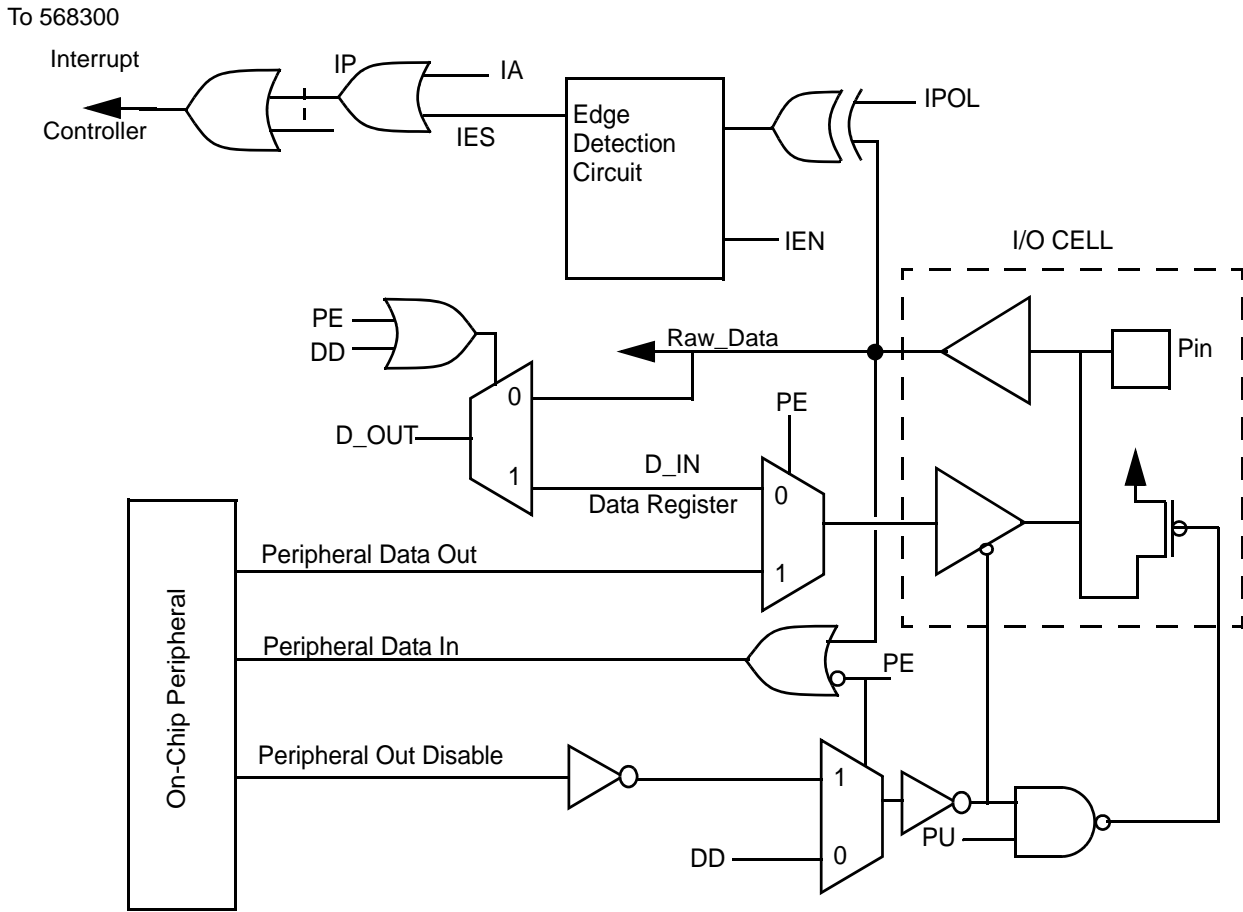 To 568300
Interrupt
Controller
IP
IA
IES
Edge
Detection
Circuit
IPOL
IEN
I/O CELL
PE
DD
Raw_Data
Pin
0
D_OUT
1
PE
D_IN
0
Data Register
Peripheral Data Out
1
On-Chip Peripheral
Peripheral Data In
PE
Peripheral Out Disable
1
PU
DD
0